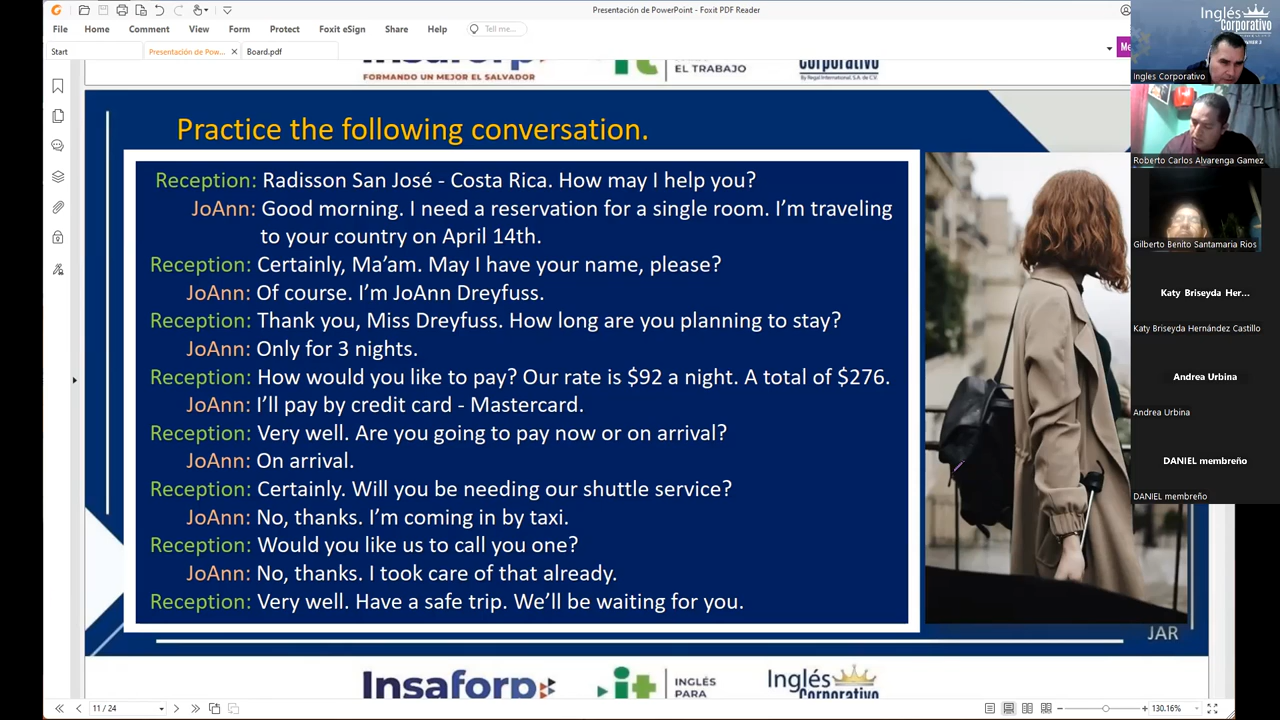 Presentación de PowerPoint - Foxit PDF Reader
File Home Comment View Form Protect Foxit eSign Share Help Tell me...
Start Presentación de Pow... Board.pdf
FORMANDO UN MEJOR EL SALVADOR
EL TRABAJO
By Regal International, S.A. de C.V.
Practice the following conversation.
Reception: Radisson San José - Costa Rica. How may I help you?
JoAnn: Good morning. I need a reservation for a single room. I'm traveling
to your country on April 14th.
Reception: Certainly, Ma'am. May I have your name, please?
JoAnn: Of course. I'm JoAnn Dreyfuss.
Reception: Thank you, Miss Dreyfuss. How long are you planning to stay?
JoAnn: Only for 3 nights.
Reception: How would you like to pay? Our rate is $92 a night. A total of $276.
JoAnn: I'll pay by credit card - Mastercard.
Reception: Very well. Are you going to pay now or on arrival?
JoAnn: On arrival.
Reception: Certainly. Will you be needing our shuttle service?
JoAnn: No, thanks. I'm coming in by taxi.
Reception: Would you like us to call you one?
JoAnn: No, thanks. I took care of that already.
Reception: Very well. Have a safe trip. We'll be waiting for you.
JAR
Insaforp
it
INGLÉS
PARA
Inglés
Corporativo
11 / 24
130.16%
Inglés
Corporativo
Ingles Corporativo
Roberto Carlos Alvarenga Gamez
Gilberto Benito Santamaria Rios
Katy Briseyda Her...
Katy Briseyda Hernández Castillo
Andrea Urbina
Andrea Urbina
DANIEL membreño
DANIEL membreño